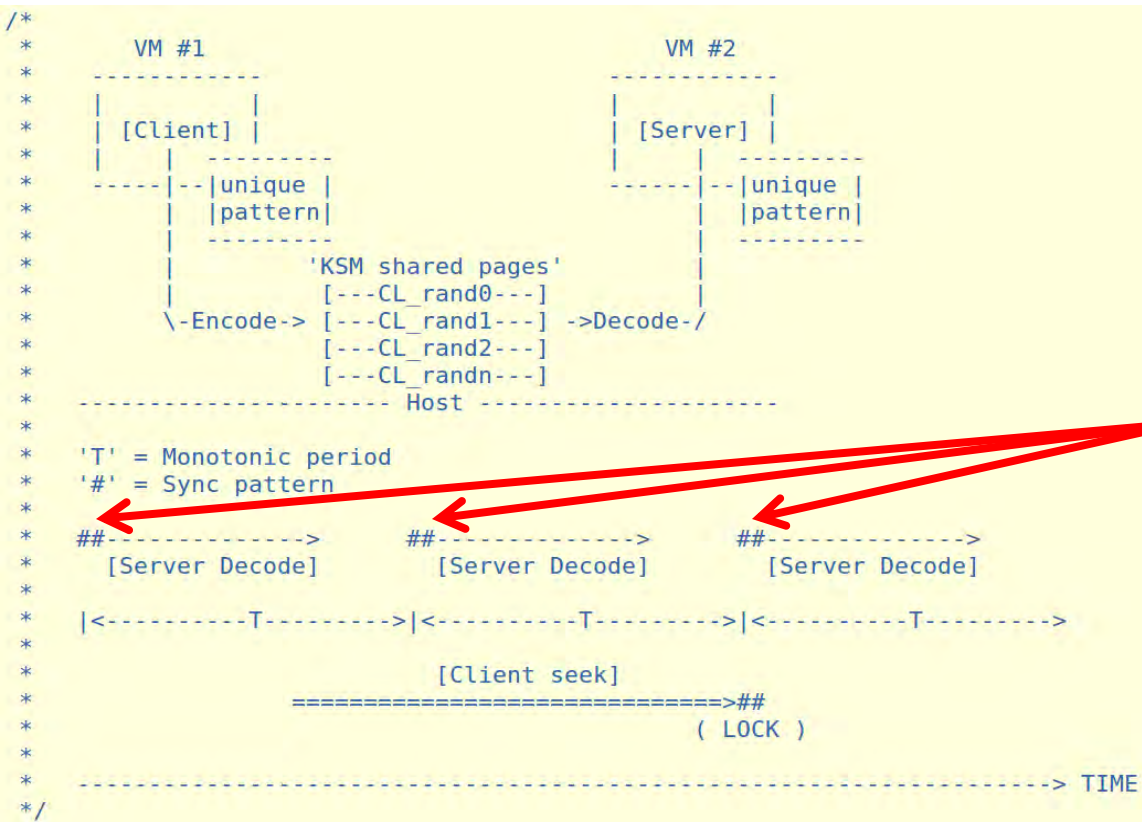 /*
 *        VM #1                                VM #2
 *     ------------                        ------------
 *     |          |                        |          |
 *     | [Client] |                        | [Server] |
 *     |    |  ---------                   |     |  ---------
 *     -----|--|unique |                   ------|--|unique |
 *          |  |pattern|                         |  |pattern|
 *          |  ---------                         |  ---------
 *          |         'KSM shared pages'         |
 *          |          [---CL_rand0---]          |
 *          \-Encode-> [---CL_rand1---] ->Decode-/
 *                     [---CL_rand2---]
 *                     [---CL_randn---]
 *    ---------------------- Host ---------------------
 *
 *    'T' = Monotonic period
 *    '#' = Sync pattern
 *
 *    ##-------------->      ##-------------->      ##-------------->
 *      [Server Decode]        [Server Decode]        [Server Decode]
 *
 *    |<----------T--------->|<----------T--------->|<----------T--------->
 *
 *                             [Client seek]
 *                   ==============================>##
 *                                               ( LOCK )
 *
 *    --------------------------------------------------------------------> TIME
 */